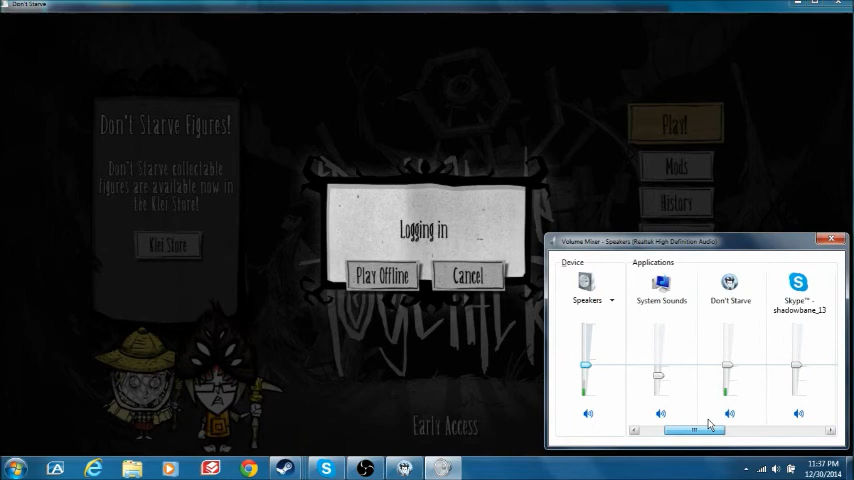 Don't Starve
Don't Starve Figures!
Don't Starve collectable
figures are available now in
the Klei Store!
Klei Store
Logging in
Play Offline
Cancel
Play!
Mods
History
Early Access
Volume Mixer - Speakers (Realtek High Definition Audio)
Device
Applications
Speakers
System Sounds
Don't Starve
Skype™ -
shadowbane_13
11:37 PM
12/30/2014